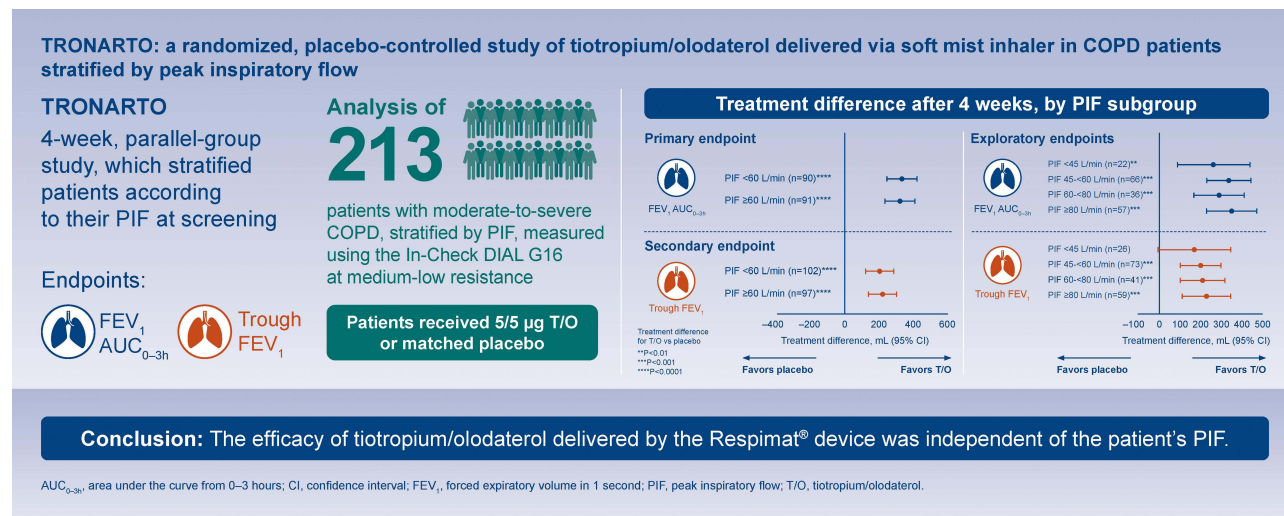 TRONARTO: a randomized, placebo-controlled study of tiotropium/olodaterol delivered via soft mist inhaler in COPD patients
stratified by peak inspiratory flow
TRONARTO
4-week, parallel-group
study, which stratified
patients according
to their PIF at screening
Endpoints:
FEV₁
AUC₀₋₃ₕ
Trough
FEV₁
Analysis of
213
patients with moderate-to-severe
COPD, stratified by PIF, measured
using the In-Check DIAL G16
at medium-low resistance
Patients received 5/5 µg T/O
or matched placebo
Treatment difference after 4 weeks, by PIF subgroup
Primary endpoint
FEV₁ AUC₀₋₃ₕ
PIF <60 L/min (n=90)****
PIF ≥60 L/min (n=91)****
Secondary endpoint
Trough FEV₁
PIF <60 L/min (n=102)****
PIF ≥60 L/min (n=97)****
−400 −200 0 200 400 600
Treatment difference, mL (95% CI)
Favors placebo Favors T/O
Treatment difference
for T/O vs placebo
**P<0.01
***P<0.001
****P<0.0001
Exploratory endpoints
FEV₁ AUC₀₋₃ₕ
PIF <45 L/min (n=22)**
PIF 45-<60 L/min (n=66)***
PIF 60-<80 L/min (n=36)***
PIF ≥80 L/min (n=57)***
Trough FEV₁
PIF <45 L/min (n=26)
PIF 45-<60 L/min (n=73)***
PIF 60-<80 L/min (n=41)***
PIF ≥80 L/min (n=59)***
−100 0 100 200 300 400 500
Treatment difference, mL (95% CI)
Favors placebo Favors T/O
Conclusion: The efficacy of tiotropium/olodaterol delivered by the Respimat® device was independent of the patient’s PIF.
AUC₀₋₃ₕ, area under the curve from 0–3 hours; CI, confidence interval; FEV₁, forced expiratory volume in 1 second; PIF, peak inspiratory flow; T/O, tiotropium/olodaterol.